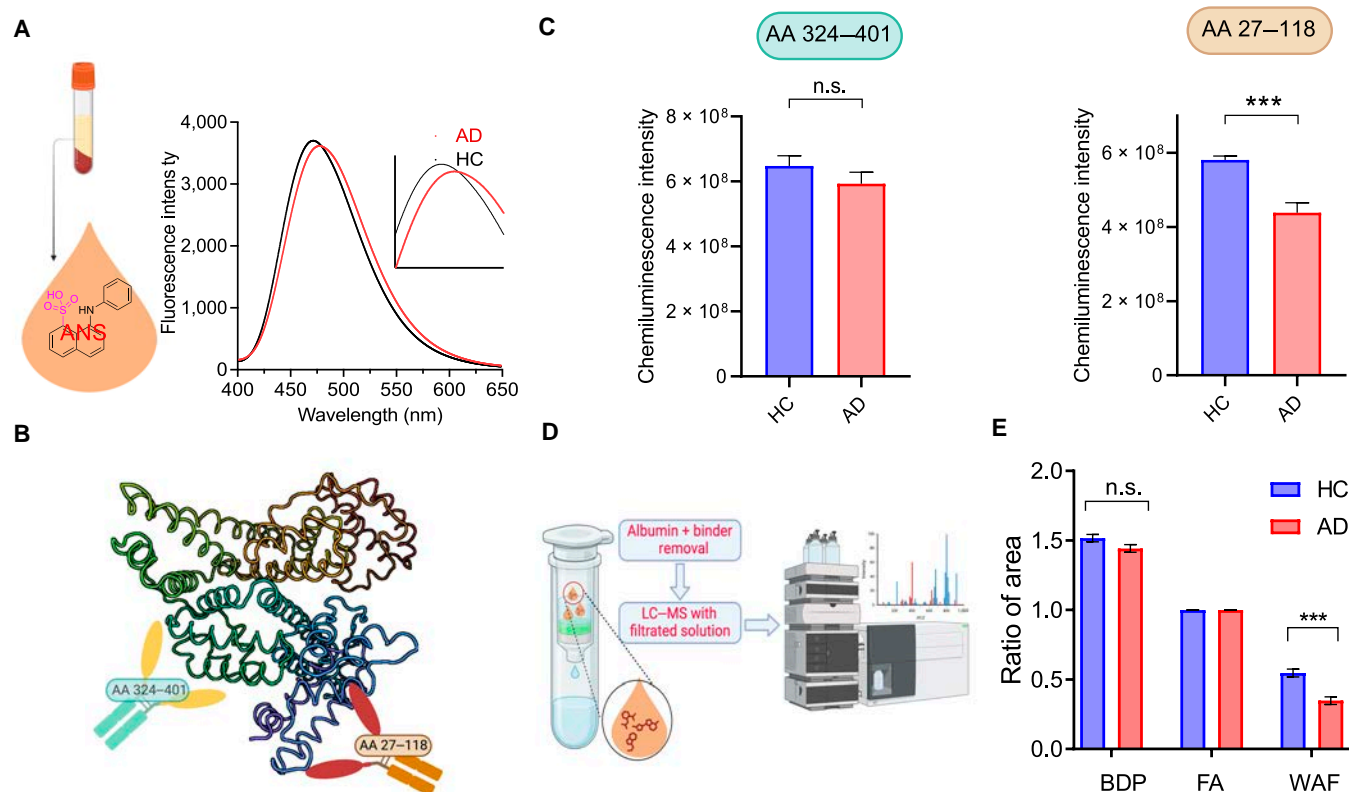 A
HO
O
S
O
HN
ANS
4,000
3,000
2,000
1,000
0
Fluorescence intensity
400
450
500
550
600
650
Wavelength (nm)
AD
HC
B
AA 324–401
AA 27–118
C
AA 324–401
n.s.
8 × 10⁸
6 × 10⁸
4 × 10⁸
2 × 10⁸
0
Chemiluminescence intensity
HC
AD
AA 27–118
***
6 × 10⁸
4 × 10⁸
2 × 10⁸
0
Chemiluminescence intensity
HC
AD
D
Albumin + binder
removal
LC–MS with
filtrated solution
E
2.0
1.5
1.0
0.5
0.0
Ratio of area
n.s.
***
HC
AD
BDP
FA
WAF